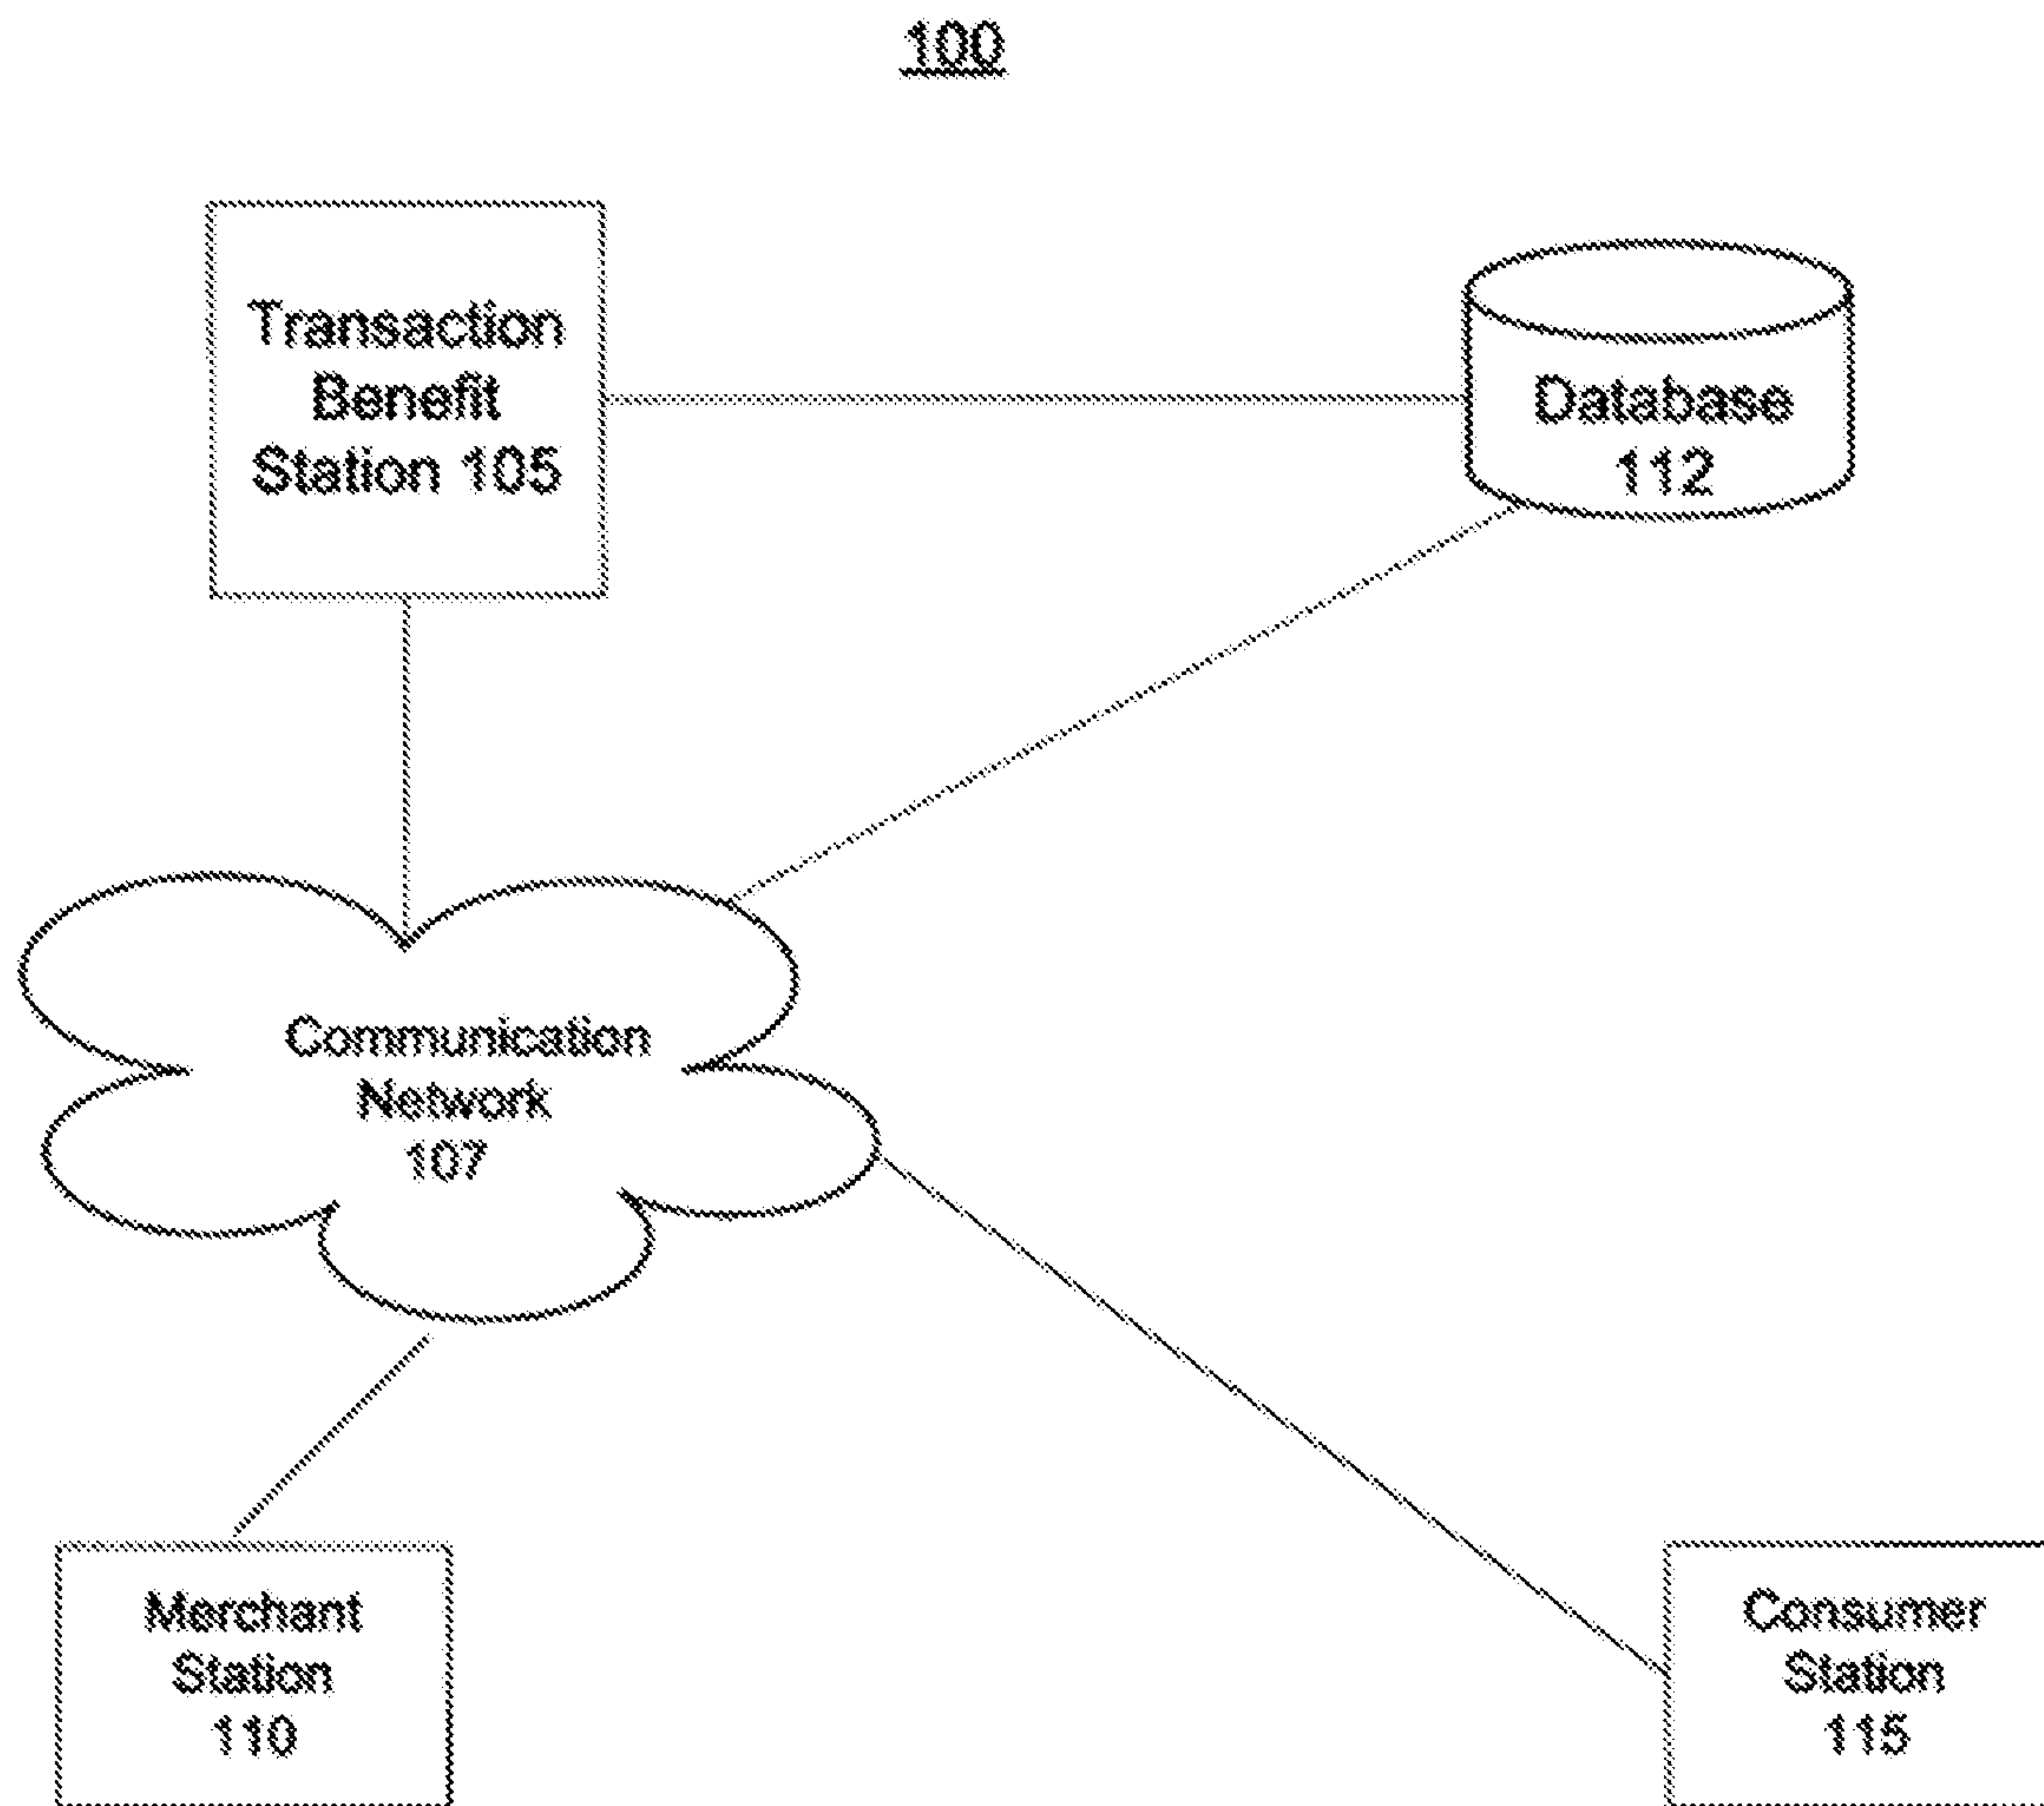 100
Transaction
Benefit
Station 105
Database
112
Communication
Network
107
Merchant
Station
110
Consumer
Station
115